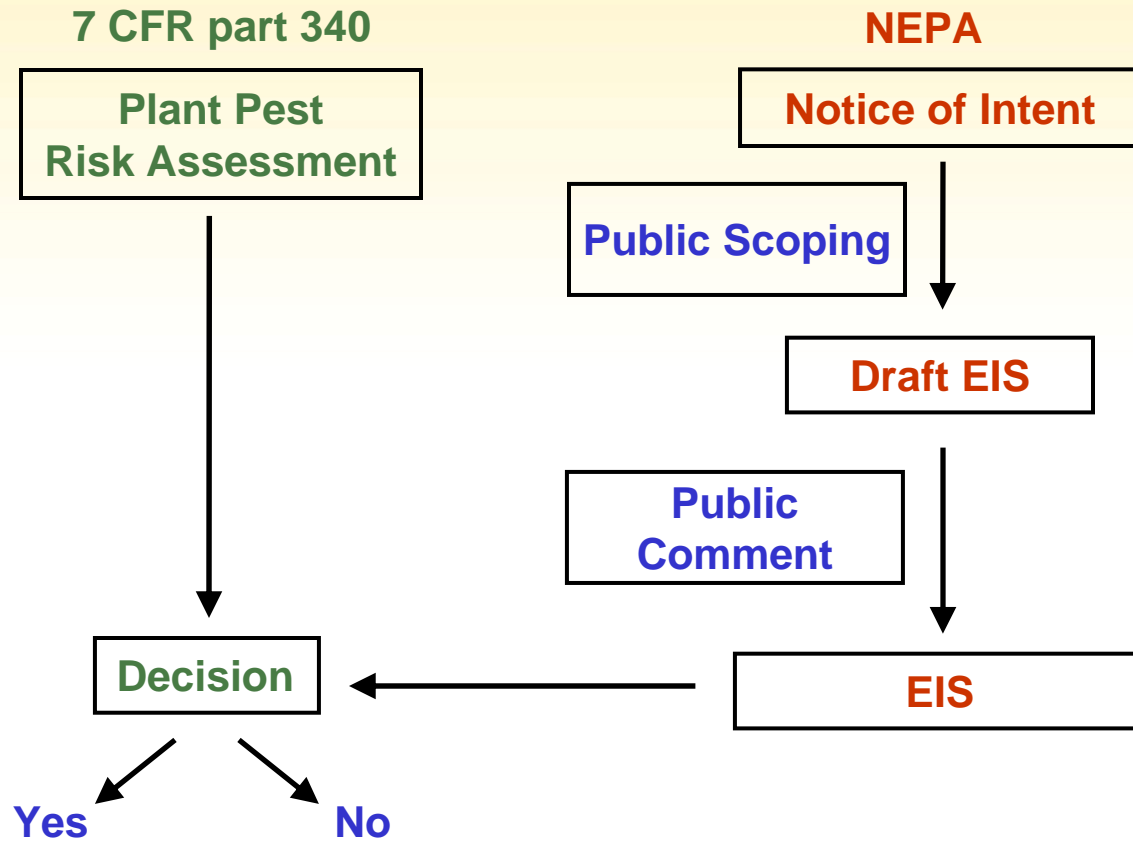 7 CFR part 340
NEPA
Plant Pest
Risk Assessment
Notice of Intent
Public Scoping
Draft EIS
Public
Comment
Decision
EIS
Yes
No